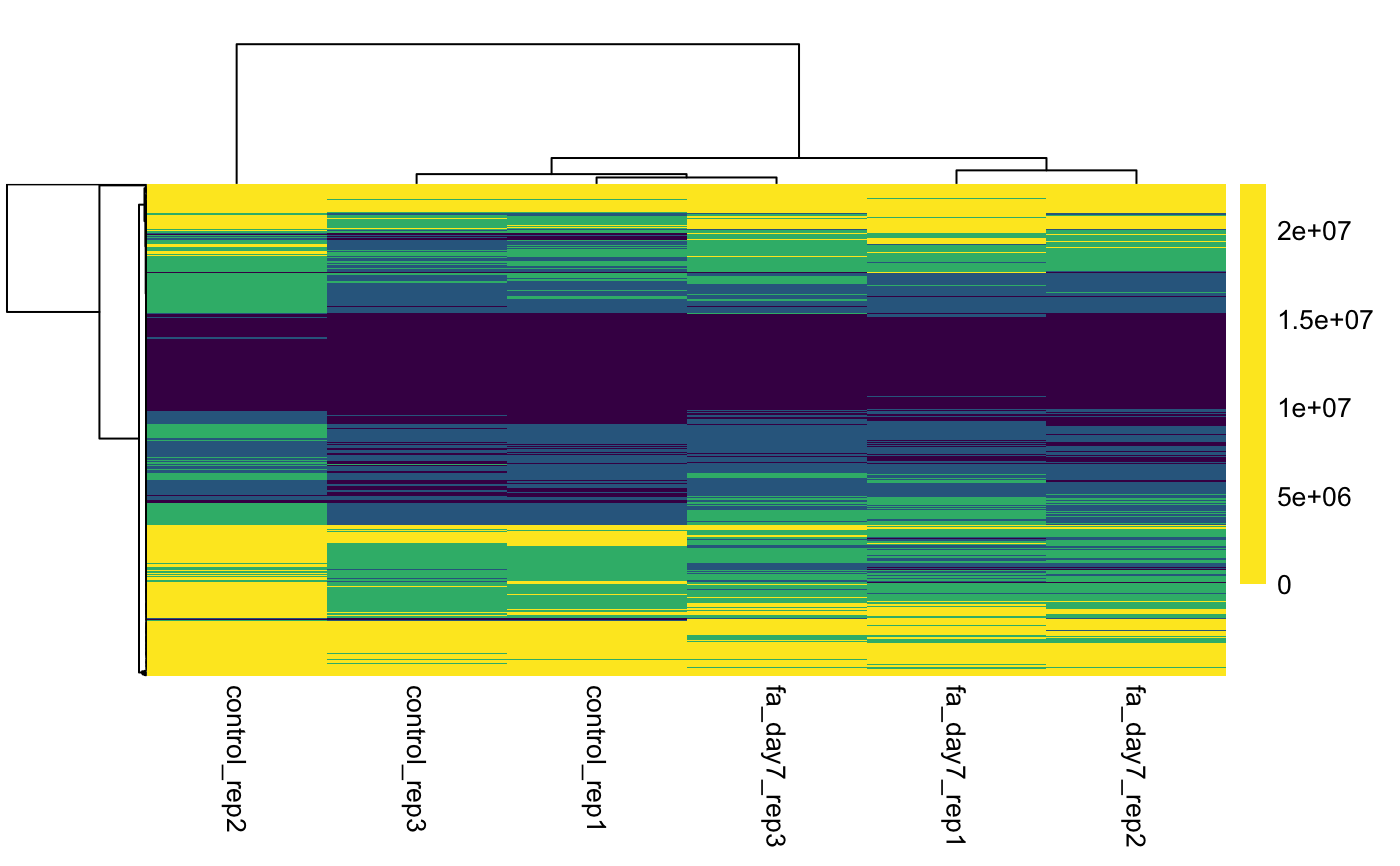 2e+07
1.5e+07
1e+07
5e+06
0
control_rep2
control_rep3
control_rep1
fa_day7_rep3
fa_day7_rep1
fa_day7_rep2